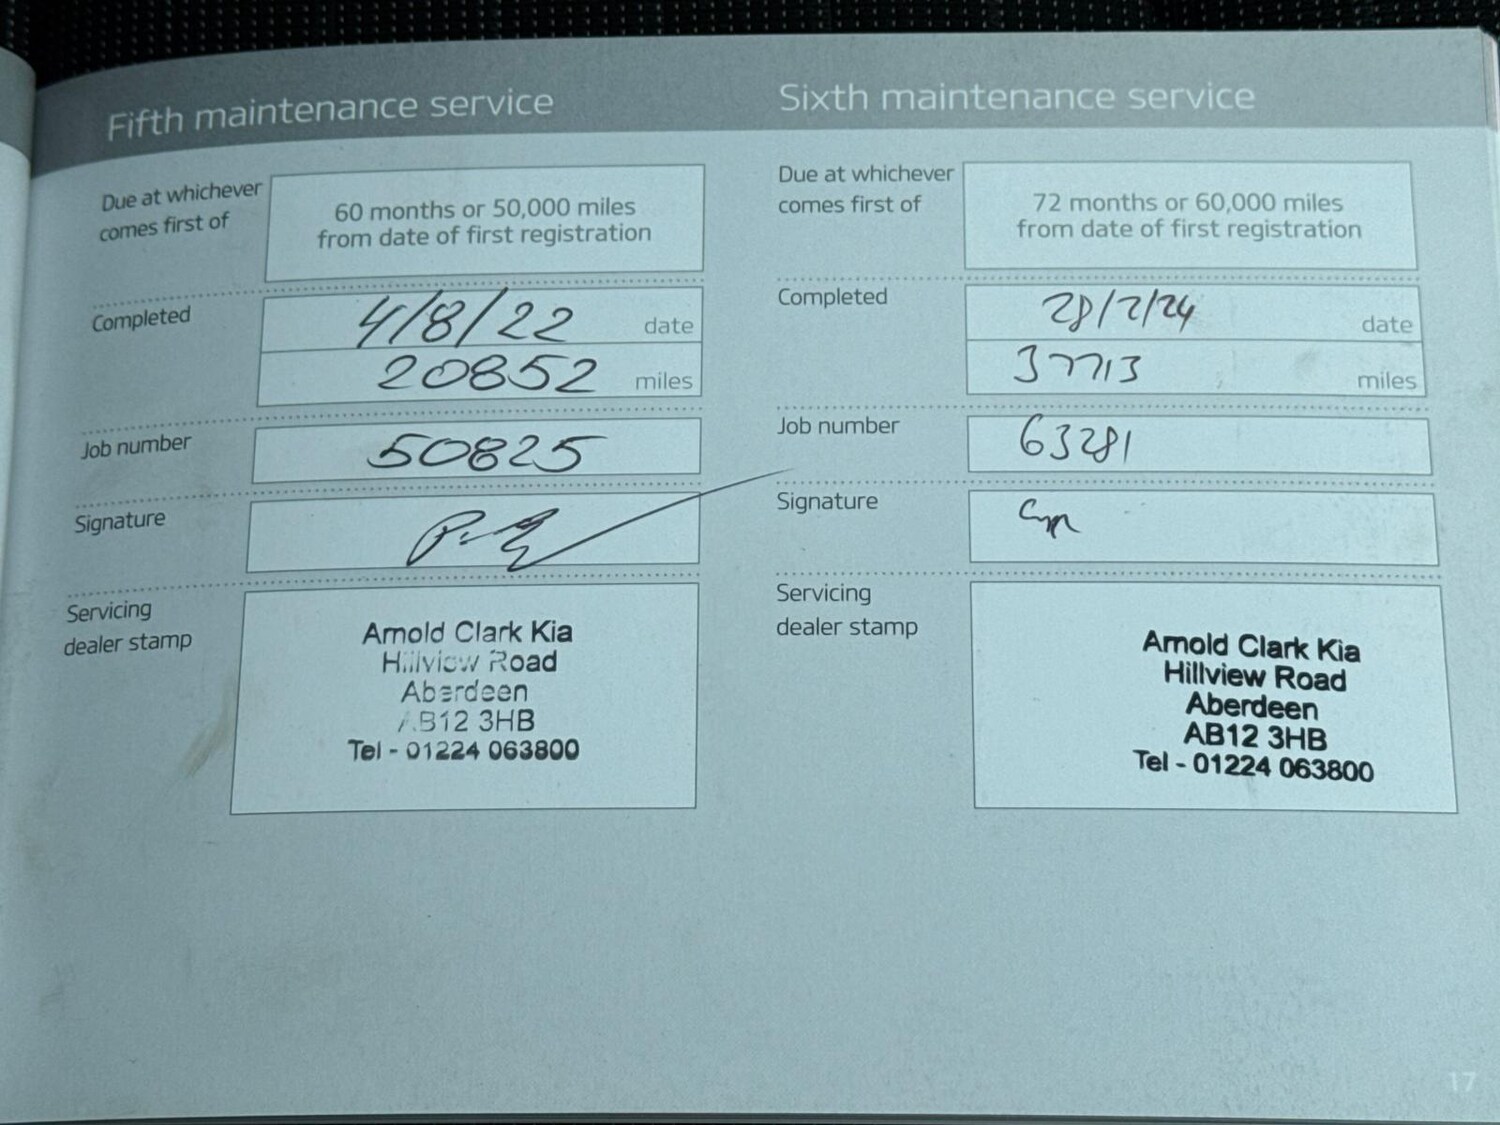 Fifth maintenance service
Due at whichever
comes first of
60 months or 50,000 miles
from date of first registration
Completed
4/8/22 date
20852 miles
Job number
50825
Signature
Servicing
dealer stamp
Arnold Clark Kia
Hillview Road
Aberdeen
AB12 3HB
Tel - 01224 063800
Sixth maintenance service
Due at whichever
comes first of
72 months or 60,000 miles
from date of first registration
Completed
28/2/24 date
37713 miles
Job number
63281
Signature
Servicing
dealer stamp
Arnold Clark Kia
Hillview Road
Aberdeen
AB12 3HB
Tel - 01224 063800
17